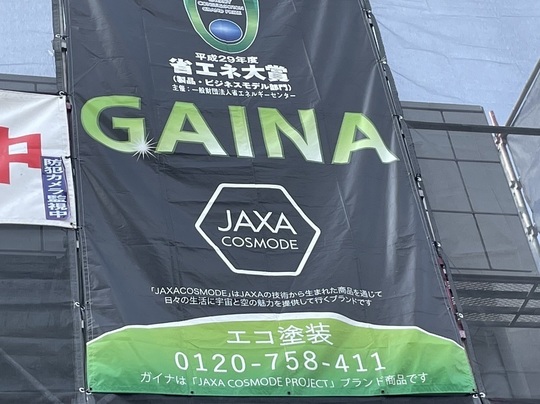 ENERGY CONSERVATION
GRAND PRIZE
平成29年度
省エネ大賞
(製品・ビジネスモデル部門)
主催:一般財団法人省エネルギーセンター
GAINA
中
防犯カメラ監視中
JAXA
COSMODE
「JAXACOSMODE」はJAXAの技術から生まれた商品を通じて
日々の生活に宇宙と空の魅力を提供して行くブランドです
エコ塗装
0120-758-411
ガイナは「JAXA COSMODE PROJECT」ブランド商品です